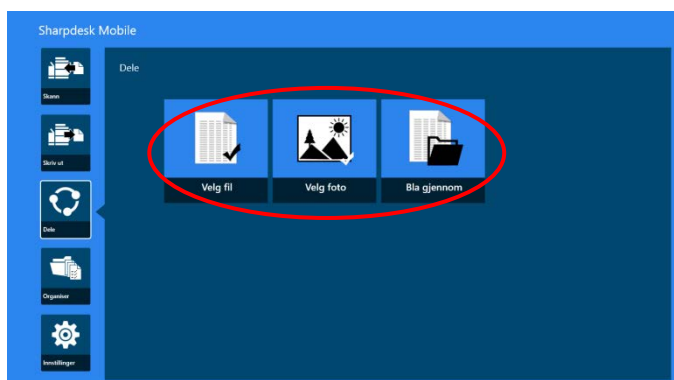 Sharpdesk Mobile
Skann
Skriv ut
Dele
Organiser
Innstillinger
Dele
Velg fil
Velg foto
Bla gjennom